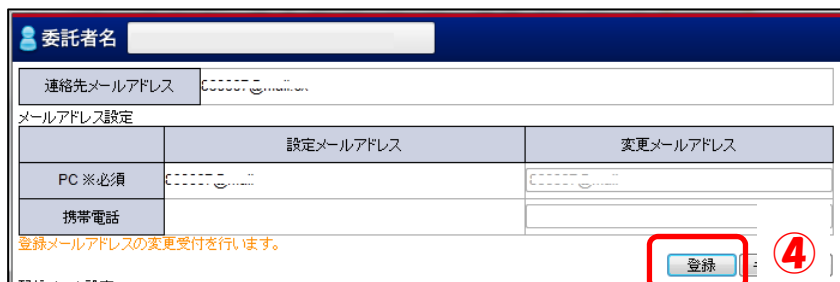 委託者名
連絡先メールアドレス
メールアドレス設定
設定メールアドレス 変更メールアドレス
PC ※必須
携帯電話
登録メールアドレスの変更受付を行います。
登録
④